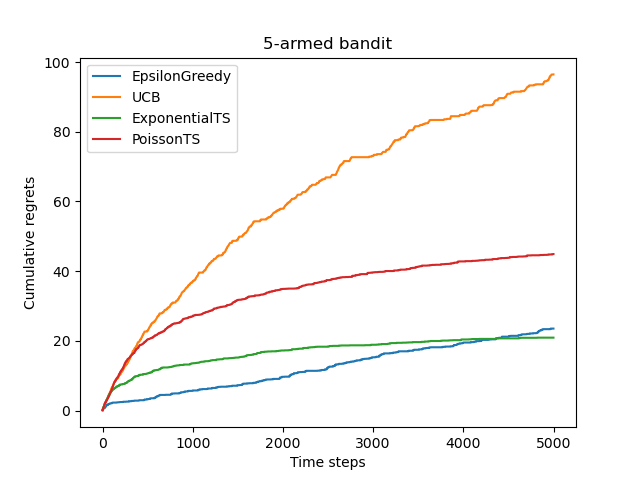 5-armed bandit
EpsilonGreedy
UCB
ExponentialTS
PoissonTS
100
80
60
40
20
0
Cumulative regrets
0 1000 2000 3000 4000 5000
Time steps